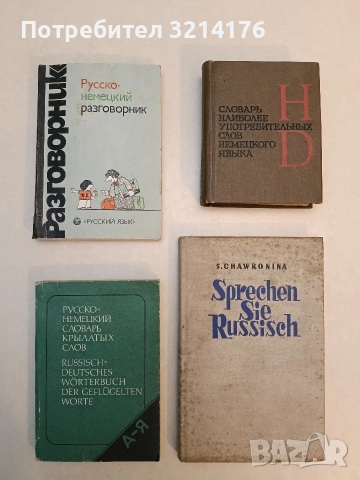 Потребител 3214176
Разговорник
Русско-
немецкий
разговорник
«РУССКИЙ ЯЗЫК»
СЛОВАРЬ
НАИБОЛЕЕ
УПОТРЕБИТЕЛЬНЫХ
СЛОВ
НЕМЕЦКОГО
ЯЗЫКА
H
D
РУССКО-
НЕМЕЦКИЙ
СЛОВАРЬ
КРЫЛАТЫХ
СЛОВ
RUSSISCH-
DEUTSCHES
WÖRTERBUCH
DER GEFLÜGELTEN
WORTE
А-Я
S. CHAWRONINA
Sprechen
Sie
Russisch
BAZAR